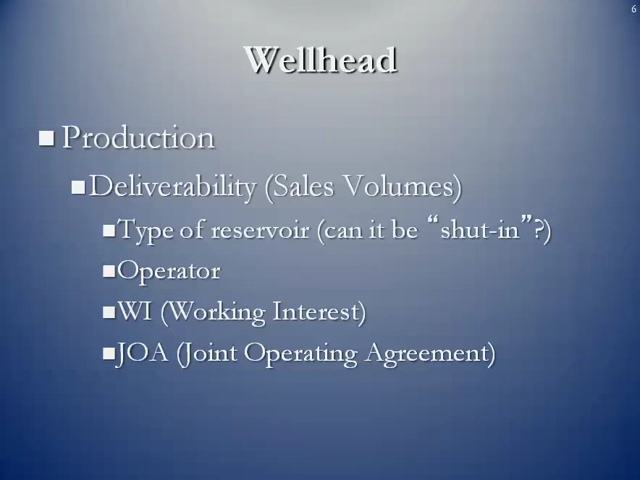 6
Wellhead
Production
Deliverability (Sales Volumes)
Type of reservoir (can it be “shut-in”?)
Operator
WI (Working Interest)
JOA (Joint Operating Agreement)